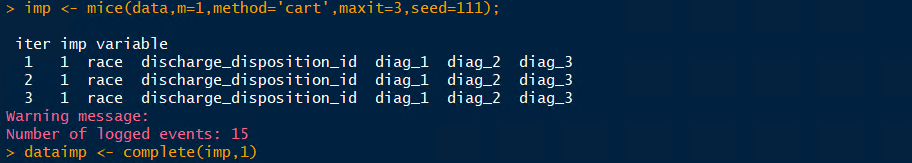 > imp <- mice(data,m=1,method='cart',maxit=3,seed=111);
iter imp variable
1 1 race discharge_disposition_id diag_1 diag_2 diag_3
2 1 race discharge_disposition_id diag_1 diag_2 diag_3
3 1 race discharge_disposition_id diag_1 diag_2 diag_3
Warning message:
Number of logged events: 15
> dataimp <- complete(imp,1)